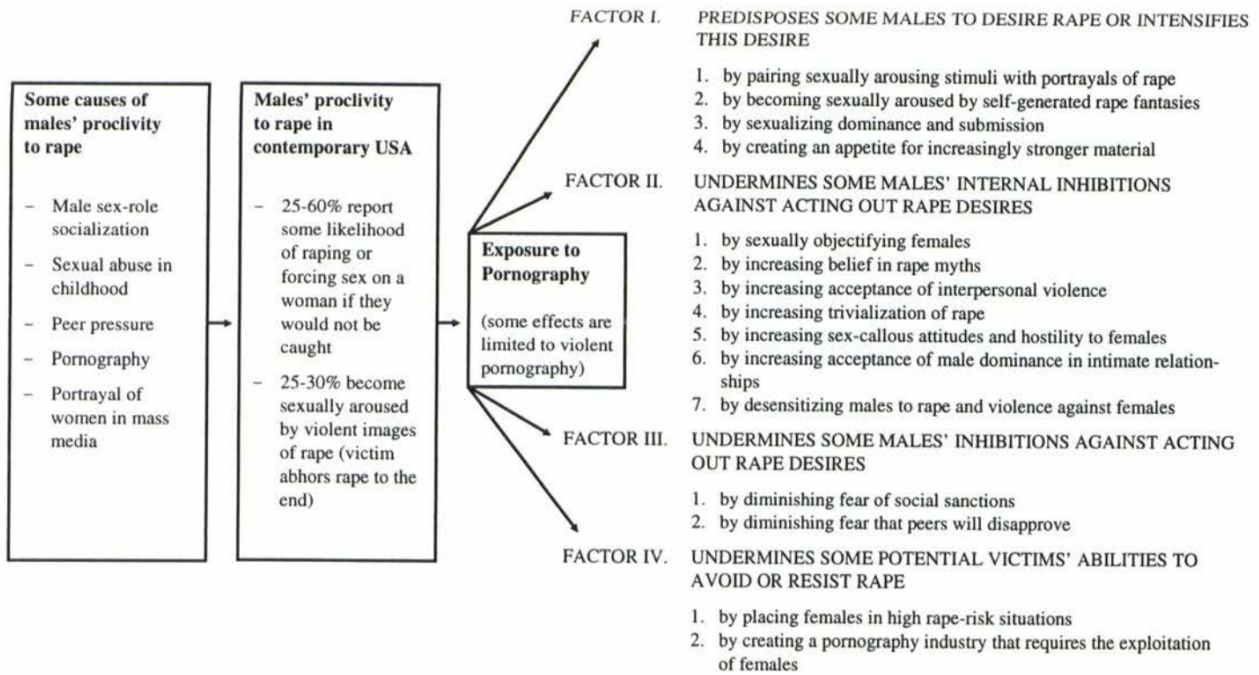 Some causes of
males' proclivity
to rape
– Male sex-role
socialization
– Sexual abuse in
childhood
– Peer pressure
– Pornography
– Portrayal of
women in mass
media
Males' proclivity
to rape in
contemporary USA
– 25-60% report
some likelihood
of raping or
forcing sex on a
woman if they
would not be
caught
– 25-30% become
sexually aroused
by violent images
of rape (victim
abhors rape to the
end)
Exposure to
Pornography
(some effects are
limited to violent
pornography)
FACTOR I. PREDISPOSES SOME MALES TO DESIRE RAPE OR INTENSIFIES
THIS DESIRE
1. by pairing sexually arousing stimuli with portrayals of rape
2. by becoming sexually aroused by self-generated rape fantasies
3. by sexualizing dominance and submission
4. by creating an appetite for increasingly stronger material
FACTOR II. UNDERMINES SOME MALES' INTERNAL INHIBITIONS
AGAINST ACTING OUT RAPE DESIRES
1. by sexually objectifying females
2. by increasing belief in rape myths
3. by increasing acceptance of interpersonal violence
4. by increasing trivialization of rape
5. by increasing sex-callous attitudes and hostility to females
6. by increasing acceptance of male dominance in intimate relation-
ships
7. by desensitizing males to rape and violence against females
FACTOR III. UNDERMINES SOME MALES' INHIBITIONS AGAINST ACTING
OUT RAPE DESIRES
1. by diminishing fear of social sanctions
2. by diminishing fear that peers will disapprove
FACTOR IV. UNDERMINES SOME POTENTIAL VICTIMS' ABILITIES TO
AVOID OR RESIST RAPE
1. by placing females in high rape-risk situations
2. by creating a pornography industry that requires the exploitation
of females